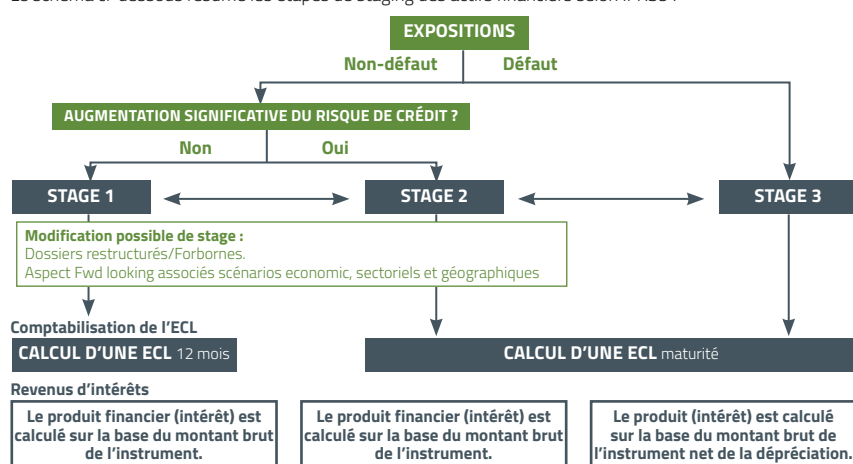 EXPOSITIONS
Non-défaut Défaut
AUGMENTATION SIGNIFICATIVE DU RISQUE DE CRÉDIT ?
Non Oui
STAGE 1 STAGE 2 STAGE 3
Modification possible de stage :
Dossiers restructurés/Forbornes.
Aspect Fwd looking associés scénarios economic, sectoriels et géographiques
Comptabilisation de l’ECL
CALCUL D’UNE ECL 12 mois CALCUL D’UNE ECL maturité
Revenus d’intérêts
Le produit financier (intérêt) est
calculé sur la base du montant brut
de l’instrument.
Le produit financier (intérêt) est
calculé sur la base du montant brut
de l’instrument.
Le produit (intérêt) est calculé
sur la base du montant brut de
l’instrument net de la dépréciation.